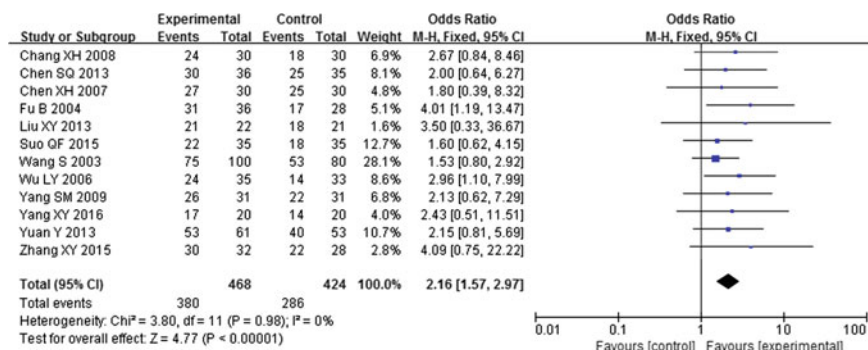 Experimental Control Odds Ratio Odds Ratio
Study or Subgroup Events Total Events Total Weight M-H, Fixed, 95% CI M-H, Fixed, 95% CI
Chang XH 2008 24 30 18 30 6.9% 2.67 [0.84, 8.46]
Chen SQ 2013 30 36 25 35 8.1% 2.00 [0.64, 6.27]
Chen XH 2007 27 30 25 30 4.8% 1.80 [0.39, 8.32]
Fu B 2004 31 36 17 28 5.1% 4.01 [1.19, 13.47]
Liu XY 2013 21 22 18 21 1.6% 3.50 [0.33, 36.67]
Suo QF 2015 22 35 18 35 12.7% 1.60 [0.62, 4.15]
Wang S 2003 75 100 53 80 28.1% 1.53 [0.80, 2.92]
Wu LY 2006 24 35 14 33 8.6% 2.96 [1.10, 7.99]
Yang SM 2009 26 31 22 31 6.7% 2.13 [0.62, 7.29]
Yang XY 2016 17 20 14 20 4.0% 2.43 [0.51, 11.51]
Yuan Y 2013 53 61 40 53 10.7% 2.15 [0.81, 5.69]
Zhang XY 2015 30 32 22 28 2.8% 4.09 [0.75, 22.22]
Total (95% CI) 468 424 100.0% 2.16 [1.57, 2.97]
Total events 380 286
Heterogeneity: Chi² = 3.80, df = 11 (P = 0.98); I² = 0%
Test for overall effect: Z = 4.77 (P < 0.00001)
0.01 0.1 1 10 100
Favours [control] Favours [experimental]